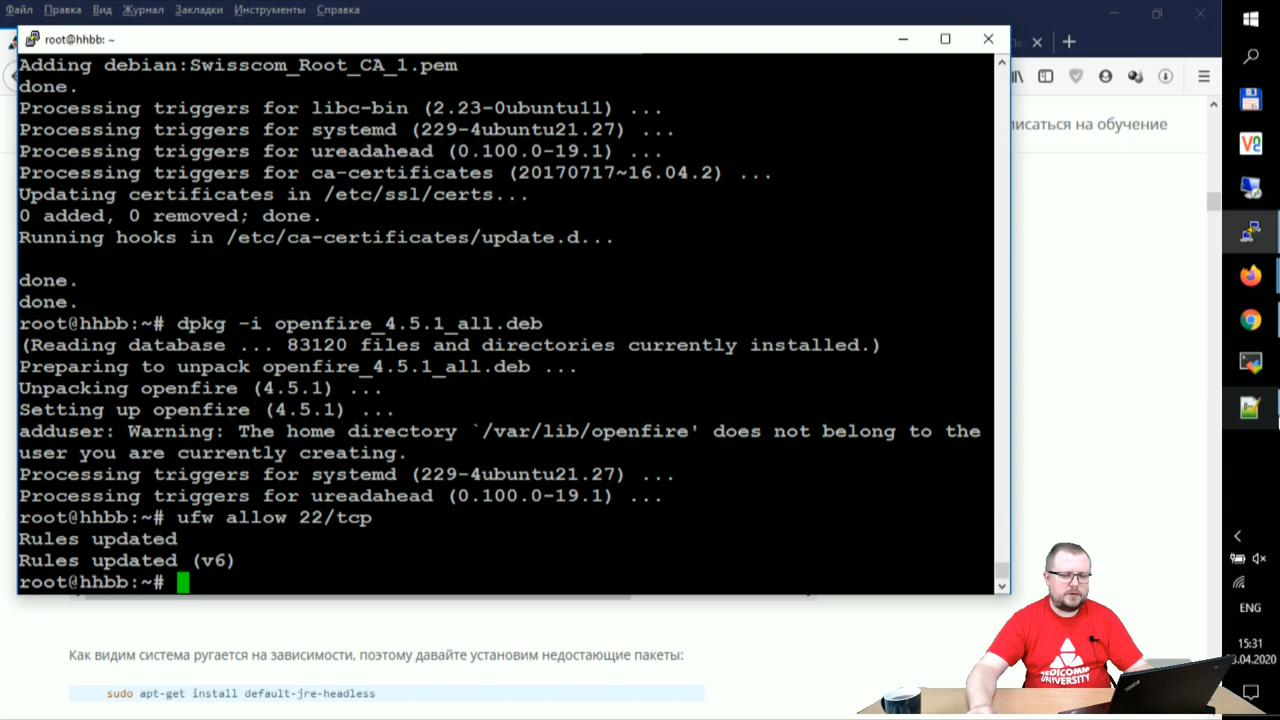 Файл Правка Вид Журнал Закладки Инструменты Справка
root@hhbb: ~
Adding debian:Swisscom_Root_CA_1.pem
done.
Processing triggers for libc-bin (2.23-0ubuntu11) ...
Processing triggers for systemd (229-4ubuntu21.27) ...
Processing triggers for ureadahead (0.100.0-19.1) ...
Processing triggers for ca-certificates (20170717~16.04.2) ...
Updating certificates in /etc/ssl/certs...
0 added, 0 removed; done.
Running hooks in /etc/ca-certificates/update.d...
done.
done.
root@hhbb:~# dpkg -i openfire_4.5.1_all.deb
(Reading database ... 83120 files and directories currently installed.)
Preparing to unpack openfire_4.5.1_all.deb ...
Unpacking openfire (4.5.1) ...
Setting up openfire (4.5.1) ...
adduser: Warning: The home directory `/var/lib/openfire' does not belong to the
user you are currently creating.
Processing triggers for systemd (229-4ubuntu21.27) ...
Processing triggers for ureadahead (0.100.0-19.1) ...
root@hhbb:~# ufw allow 22/tcp
Rules updated
Rules updated (v6)
root@hhbb:~#
писаться на обучение
Как видим система ругается на зависимости, поэтому давайте установим недостающие пакеты:
sudo apt-get install default-jre-headless
ENG
15:31
3.04.2020
UNIVERSITY